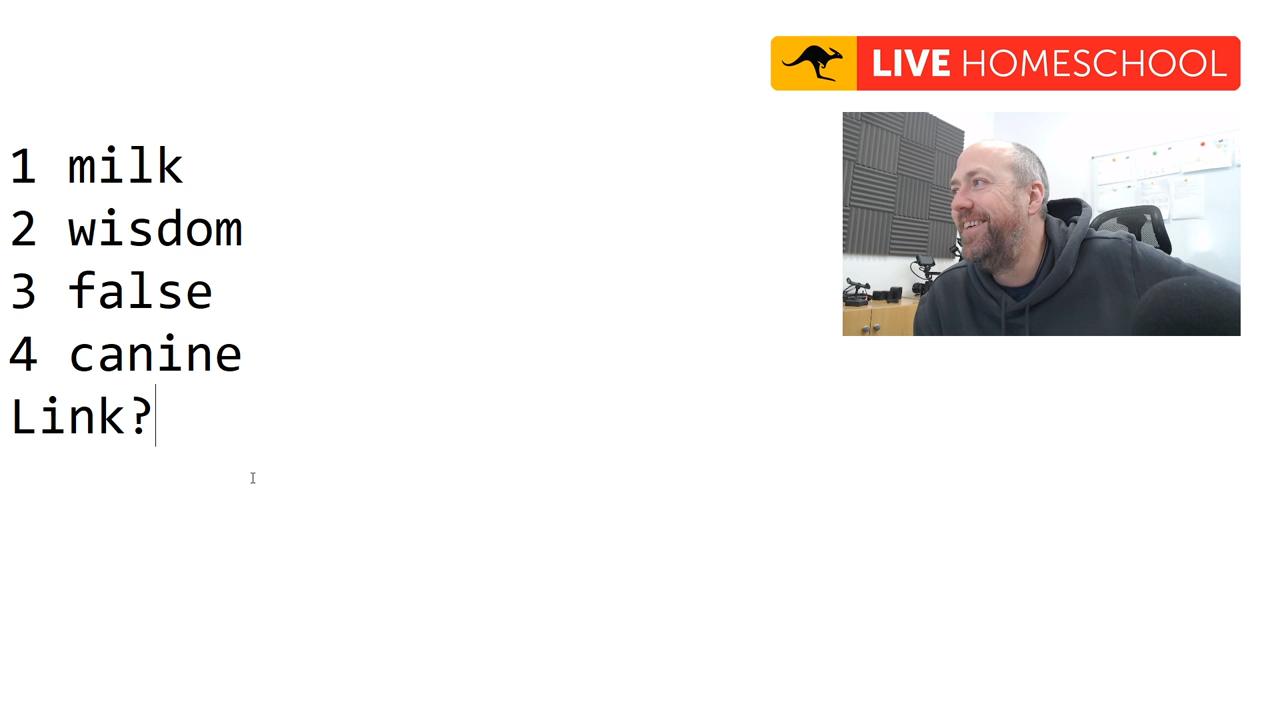 LIVE HOMESCHOOL
1 milk
2 wisdom
3 false
4 canine
Link?